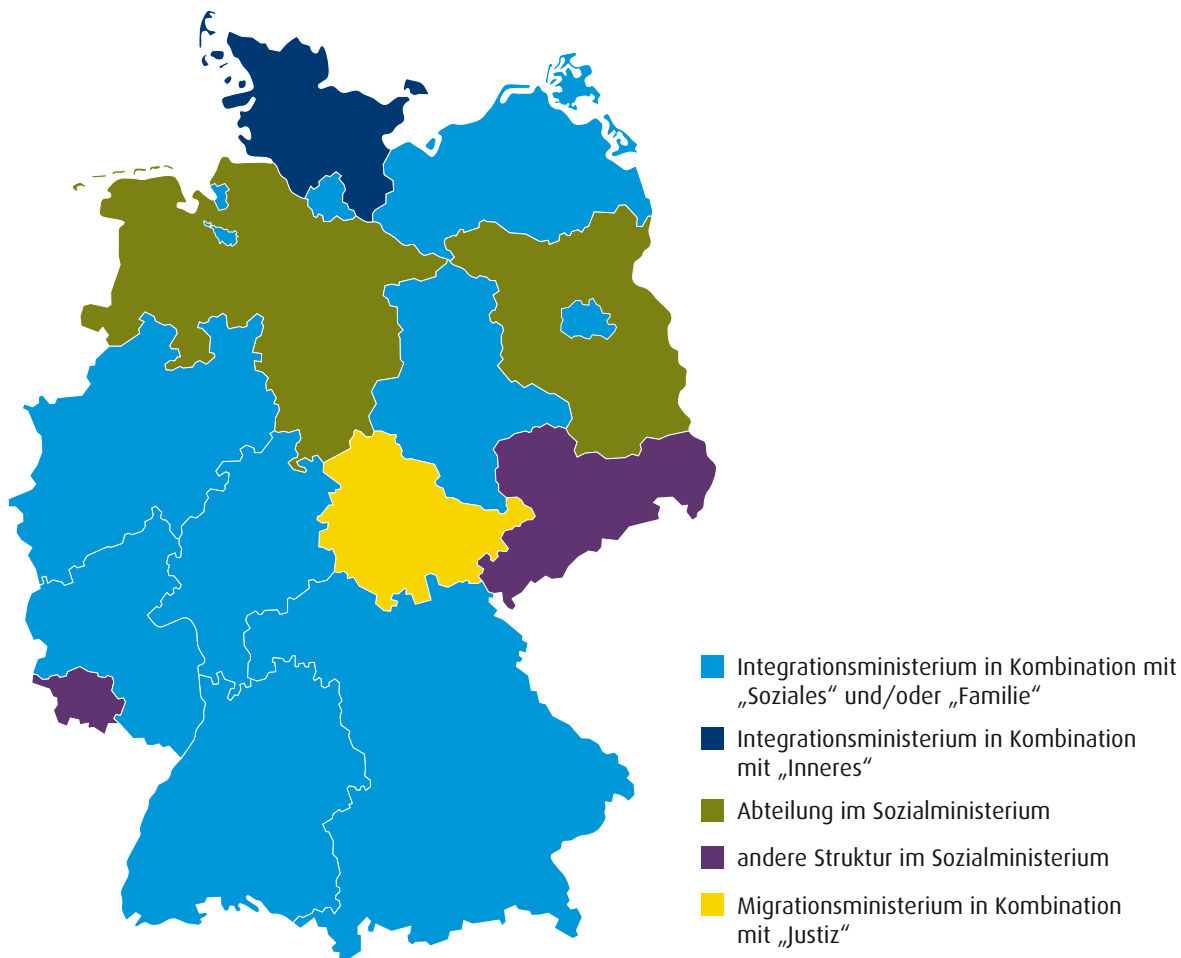 Integrationsministerium in Kombination mit
„Soziales“ und/oder „Familie“
Integrationsministerium in Kombination
mit „Inneres“
Abteilung im Sozialministerium
andere Struktur im Sozialministerium
Migrationsministerium in Kombination
mit „Justiz“